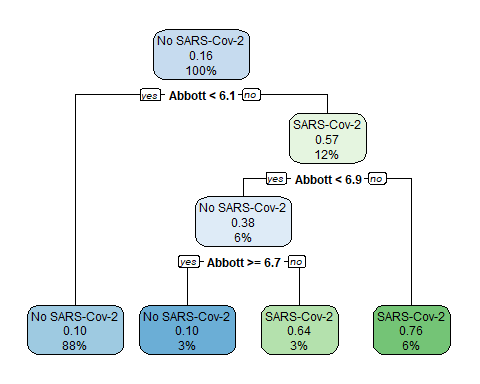 No SARS-Cov-2
0.16
100%
yes Abbott < 6.1 no
SARS-Cov-2
0.57
12%
yes Abbott < 6.9 no
No SARS-Cov-2
0.38
6%
yes Abbott >= 6.7 no
No SARS-Cov-2
0.10
88%
No SARS-Cov-2
0.10
3%
SARS-Cov-2
0.64
3%
SARS-Cov-2
0.76
6%